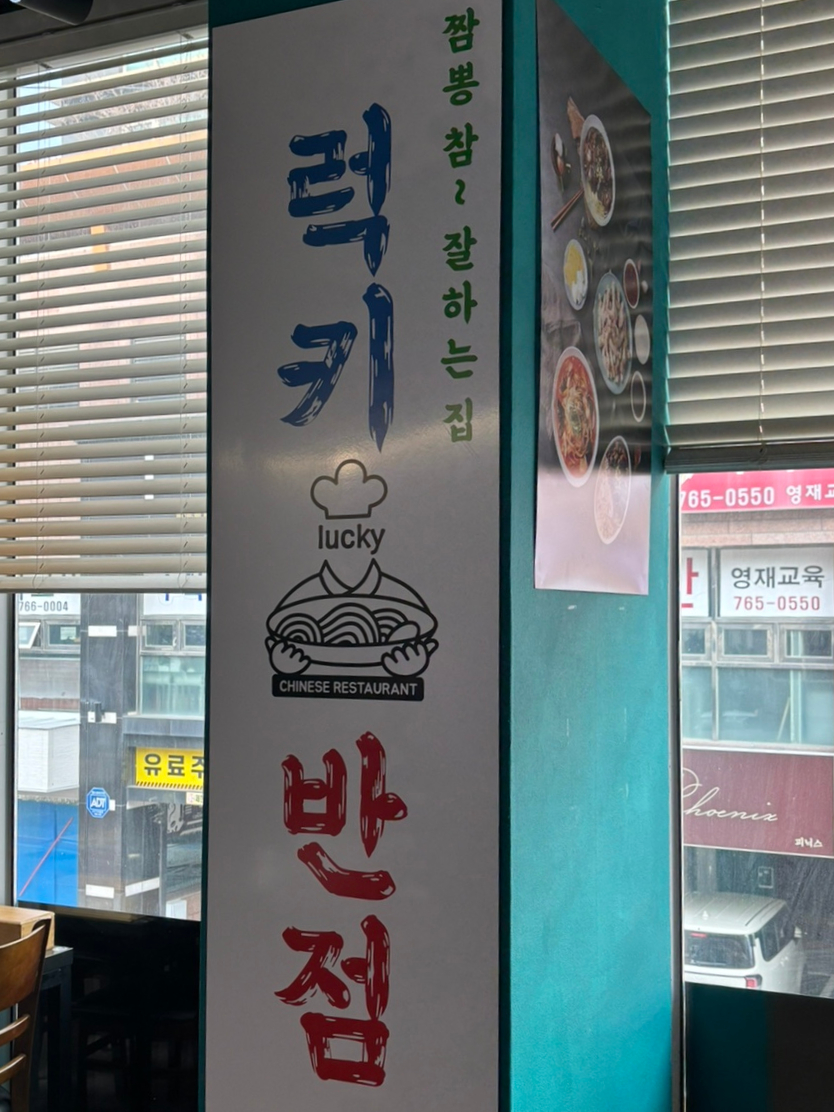 짬뽕 참~ 잘하는 집
럭키
lucky
CHINESE RESTAURANT
반점
766-0004
유료주
ADT
765-0550 영재교
영재교육
765-0550
Phoenix
피닉스